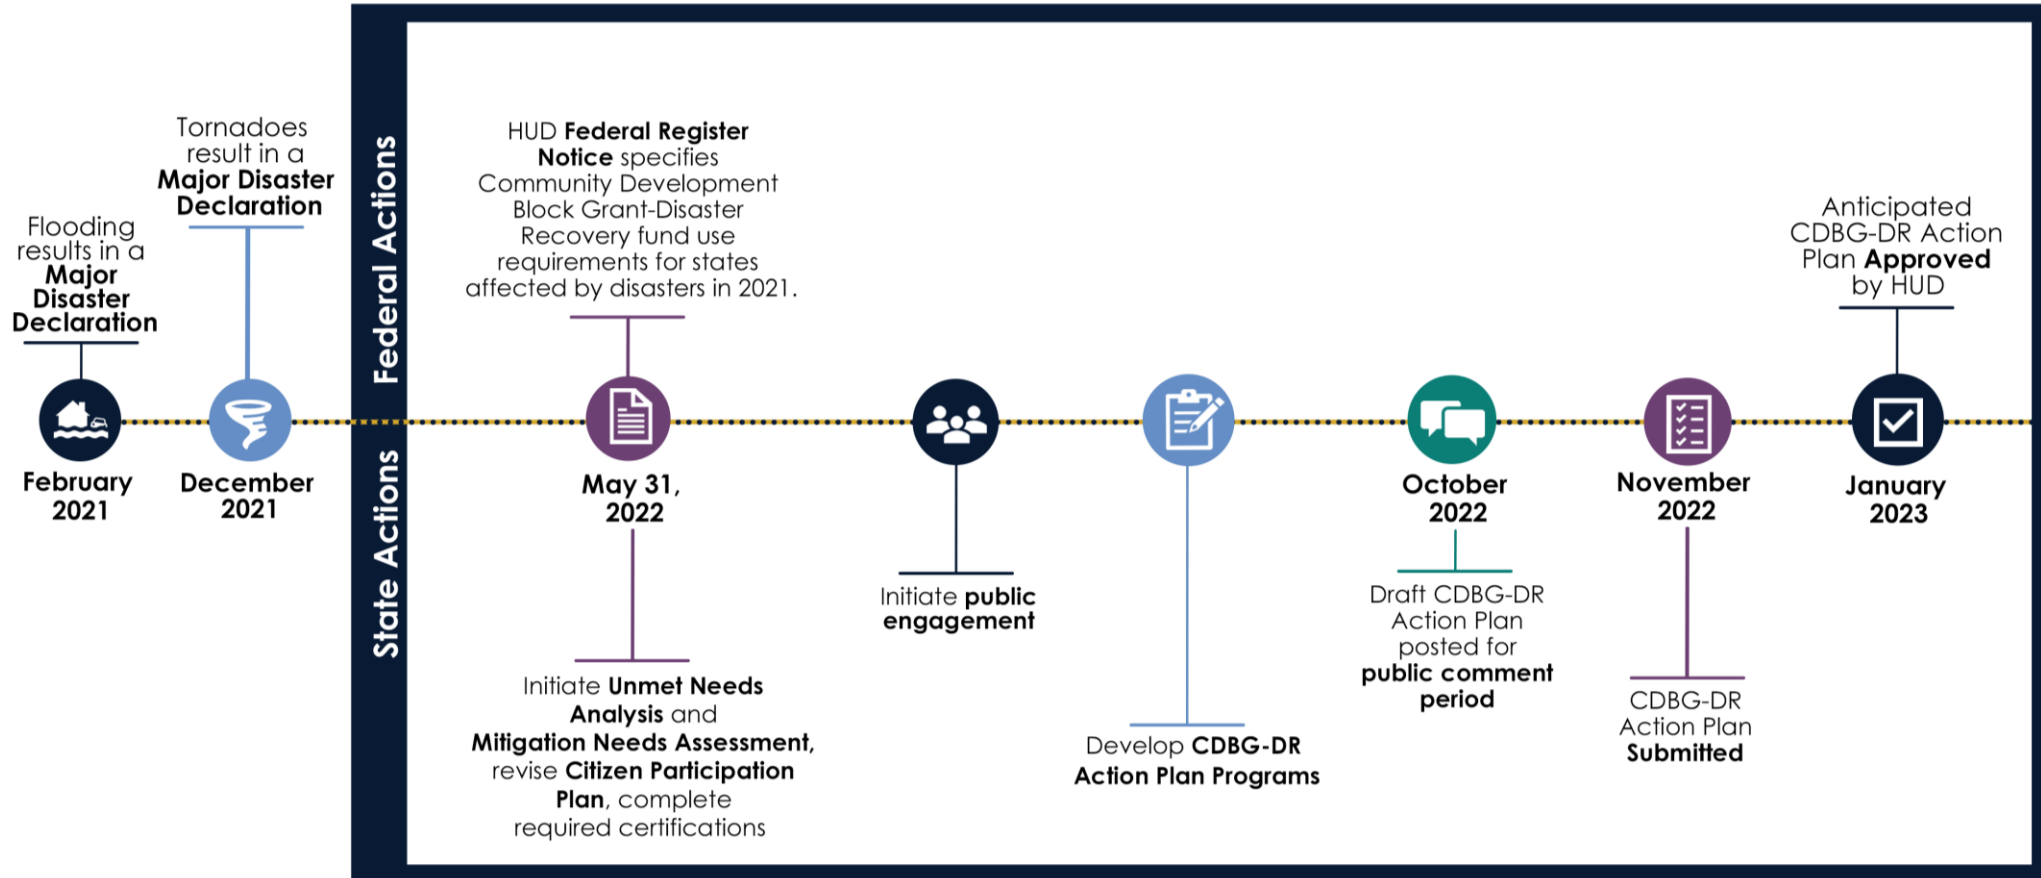 Flooding
results in a
Major
Disaster
Declaration
February
2021
Tornadoes
result in a
Major Disaster
Declaration
December
2021
Federal Actions
State Actions
HUD Federal Register
Notice specifies
Community Development
Block Grant-Disaster
Recovery fund use
requirements for states
affected by disasters in 2021.
May 31,
2022
Initiate Unmet Needs
Analysis and
Mitigation Needs Assessment,
revise Citizen Participation
Plan, complete
required certifications
Initiate public
engagement
Develop CDBG-DR
Action Plan Programs
October
2022
Draft CDBG-DR
Action Plan
posted for
public comment
period
November
2022
CDBG-DR
Action Plan
Submitted
Anticipated
CDBG-DR Action
Plan Approved
by HUD
January
2023